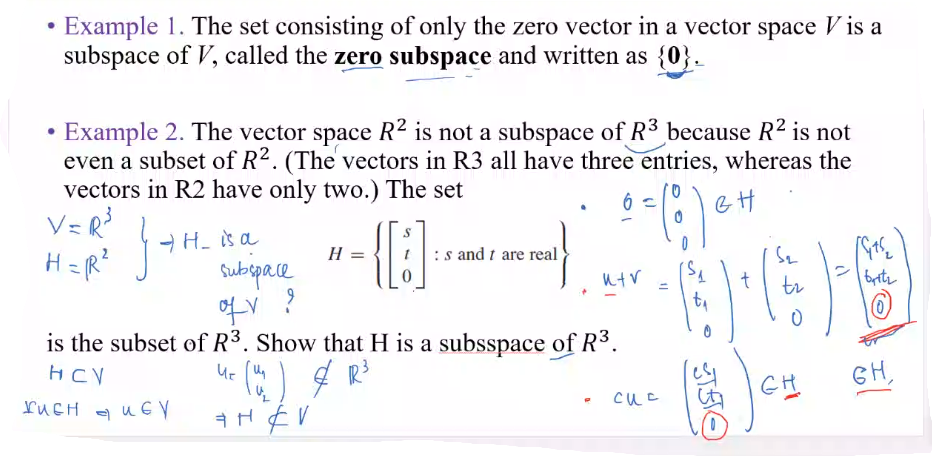 • Example 1. The set consisting of only the zero vector in a vector space V is a
subspace of V, called the zero subspace and written as {0}.
• Example 2. The vector space R² is not a subspace of R³ because R² is not
even a subset of R². (The vectors in R3 all have three entries, whereas the
vectors in R2 have only two.) The set
V = R³
H = R²
} → H- is a
subspace
of V ?
H = { [ s t 0 ] : s and t are real }
• 0 = ( 0 0 0 ) ∈ H
• u+v = ( s₁ t₁ 0 ) + ( s₂ t₂ 0 ) = ( s₁+s₂ t₁+t₂ 0 ) ∈ H,
is the subset of R³. Show that H is a subsspace of R³.
H ⊂ V
u = ( u₁ u₂ ) ∉ R³
∀u∈H ⇒ u ∈ V
⇒ H ⊄ V
• cu = ( cs₁ ct₁ 0 ) ∈ H